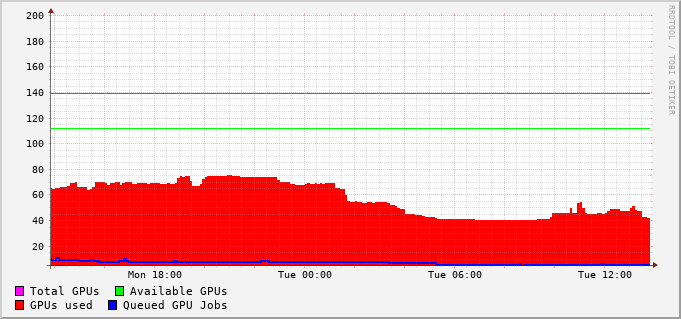 200
180
160
140
120
100
80
60
40
20
Mon 18:00 Tue 00:00 Tue 06:00 Tue 12:00
Total GPUs Available GPUs
GPUs used Queued GPU Jobs
RRDTOOL / TOBI OETIKER